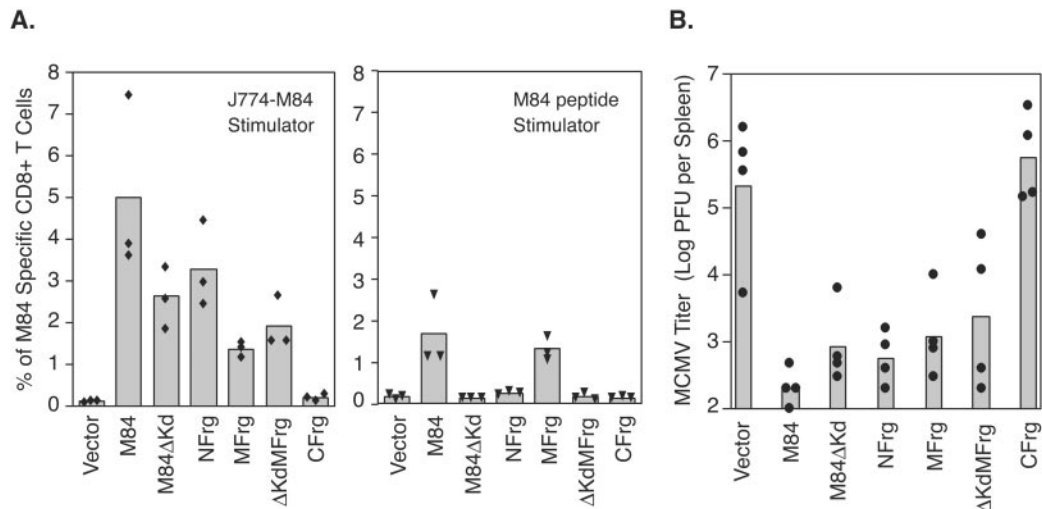 A.
% of M84 Specific CD8+ T Cells
8
7
6
5
4
3
2
1
0
J774-M84
Stimulator
Vector
M84
M84ΔKd
NFrg
MFrg
ΔKdMFrg
CFrg
8
7
6
5
4
3
2
1
0
M84 peptide
Stimulator
Vector
M84
M84ΔKd
NFrg
MFrg
ΔKdMFrg
CFrg
B.
MCMV Titer (Log PFU per Spleen)
7
6
5
4
3
2
Vector
M84
M84ΔKd
NFrg
MFrg
ΔKdMFrg
CFrg